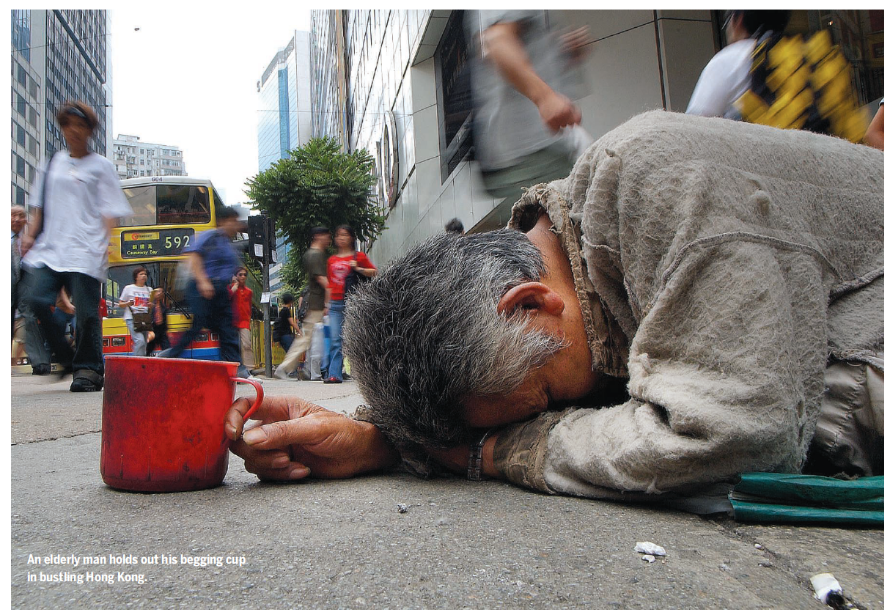 592
Causeway Bay
An elderly man holds out his begging cup
in bustling Hong Kong.